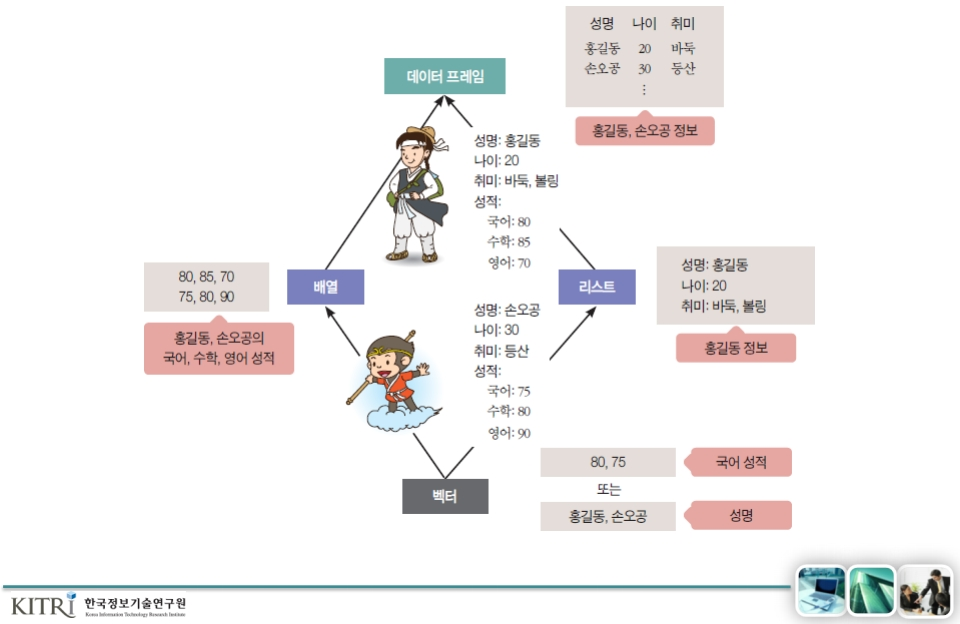 성명 나이 취미
홍길동 20 바둑
손오공 30 등산
⋮
홍길동, 손오공 정보
데이터 프레임
성명: 홍길동
나이: 20
취미: 바둑, 볼링
성적:
국어: 80
수학: 85
영어: 70
80, 85, 70
75, 80, 90
홍길동, 손오공의
국어, 수학, 영어 성적
배열
리스트
성명: 홍길동
나이: 20
취미: 바둑, 볼링
홍길동 정보
성명: 손오공
나이: 30
취미: 등산
성적:
국어: 75
수학: 80
영어: 90
벡터
80, 75
국어 성적
또는
홍길동, 손오공
성명
KITRI 한국정보기술연구원
Korea Information Technology Research Institute